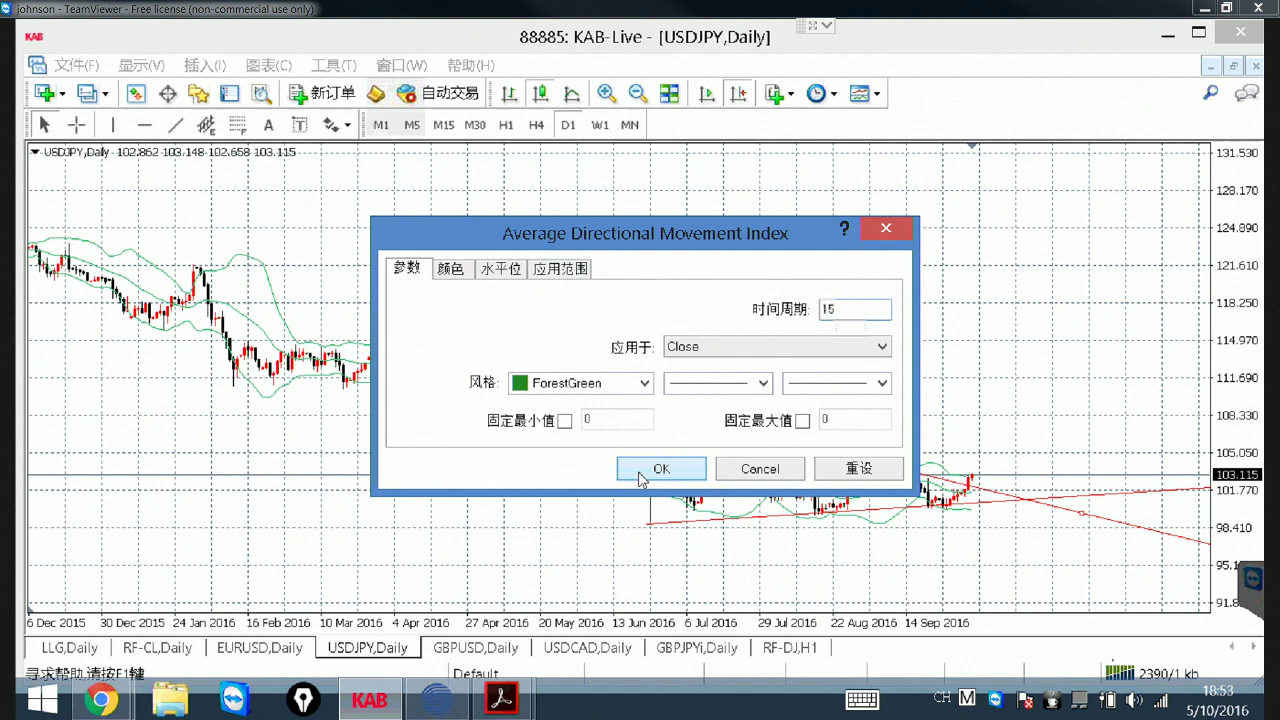 johnson - TeamViewer - Free license (non-commercial use only)
KAB
88885: KAB-Live - [USDJPY,Daily]
文件(F) 显示(V) 插入(I) 图表(C) 工具(T) 窗口(W) 帮助(H)
新订单 自动交易
A T M1 M5 M15 M30 H1 H4 D1 W1 MN
USDJPY,Daily 102.862 103.148 102.658 103.115
131.530
128.170
124.890
121.610
118.250
114.970
111.690
108.330
105.050
103.115
101.770
98.410
95.1
91.8
Average Directional Movement Index ?
参数 颜色 水平位 应用范围
时间周期: 15
应用于: Close
风格: ForestGreen
固定最小值 0 固定最大值 0
OK Cancel 重设
6 Dec 2015 30 Dec 2015 24 Jan 2016 16 Feb 2016 10 Mar 2016 4 Apr 2016 27 Apr 2016 20 May 2016 13 Jun 2016 6 Jul 2016 29 Jul 2016 22 Aug 2016 14 Sep 2016
LLG,Daily RF-CL,Daily EURUSD,Daily USDJPY,Daily GBPUSD,Daily USDCAD,Daily GBPJPYi,Daily RF-DJ,H1
寻求帮助,请按F1键 Default 2390/1 kb
KAB CH M 18:53
5/10/2016